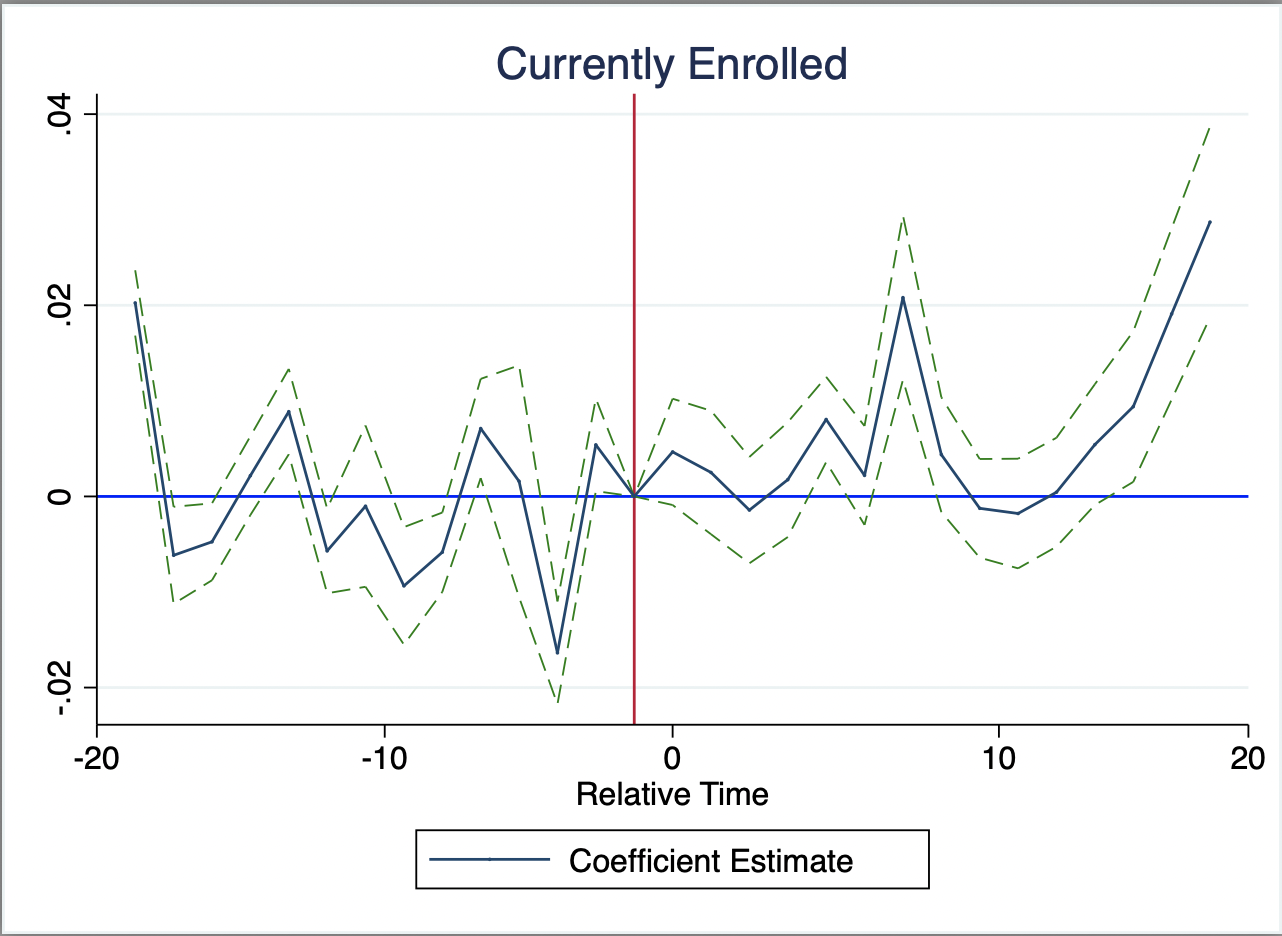 Currently Enrolled
.04
.02
0
-.02
-20 -10 0 10 20
Relative Time
Coefficient Estimate